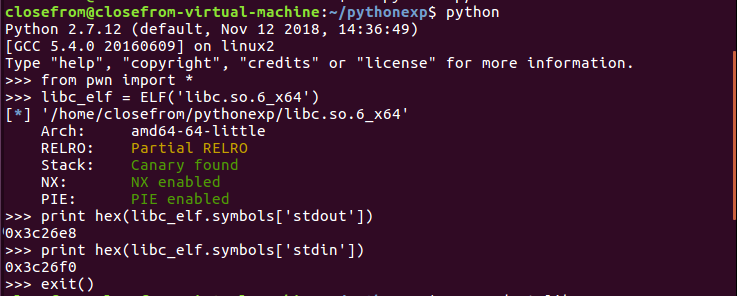 closefrom@closefrom-virtual-machine:~/pythonexp$ python
Python 2.7.12 (default, Nov 12 2018, 14:36:49)
[GCC 5.4.0 20160609] on linux2
Type "help", "copyright", "credits" or "license" for more information.
>>> from pwn import *
>>> libc_elf = ELF('libc.so.6_x64')
[*] '/home/closefrom/pythonexp/libc.so.6_x64'
    Arch:     amd64-64-little
    RELRO:    Partial RELRO
    Stack:    Canary found
    NX:       NX enabled
    PIE:      PIE enabled
>>> print hex(libc_elf.symbols['stdout'])
0x3c26e8
>>> print hex(libc_elf.symbols['stdin'])
0x3c26f0
>>> exit()